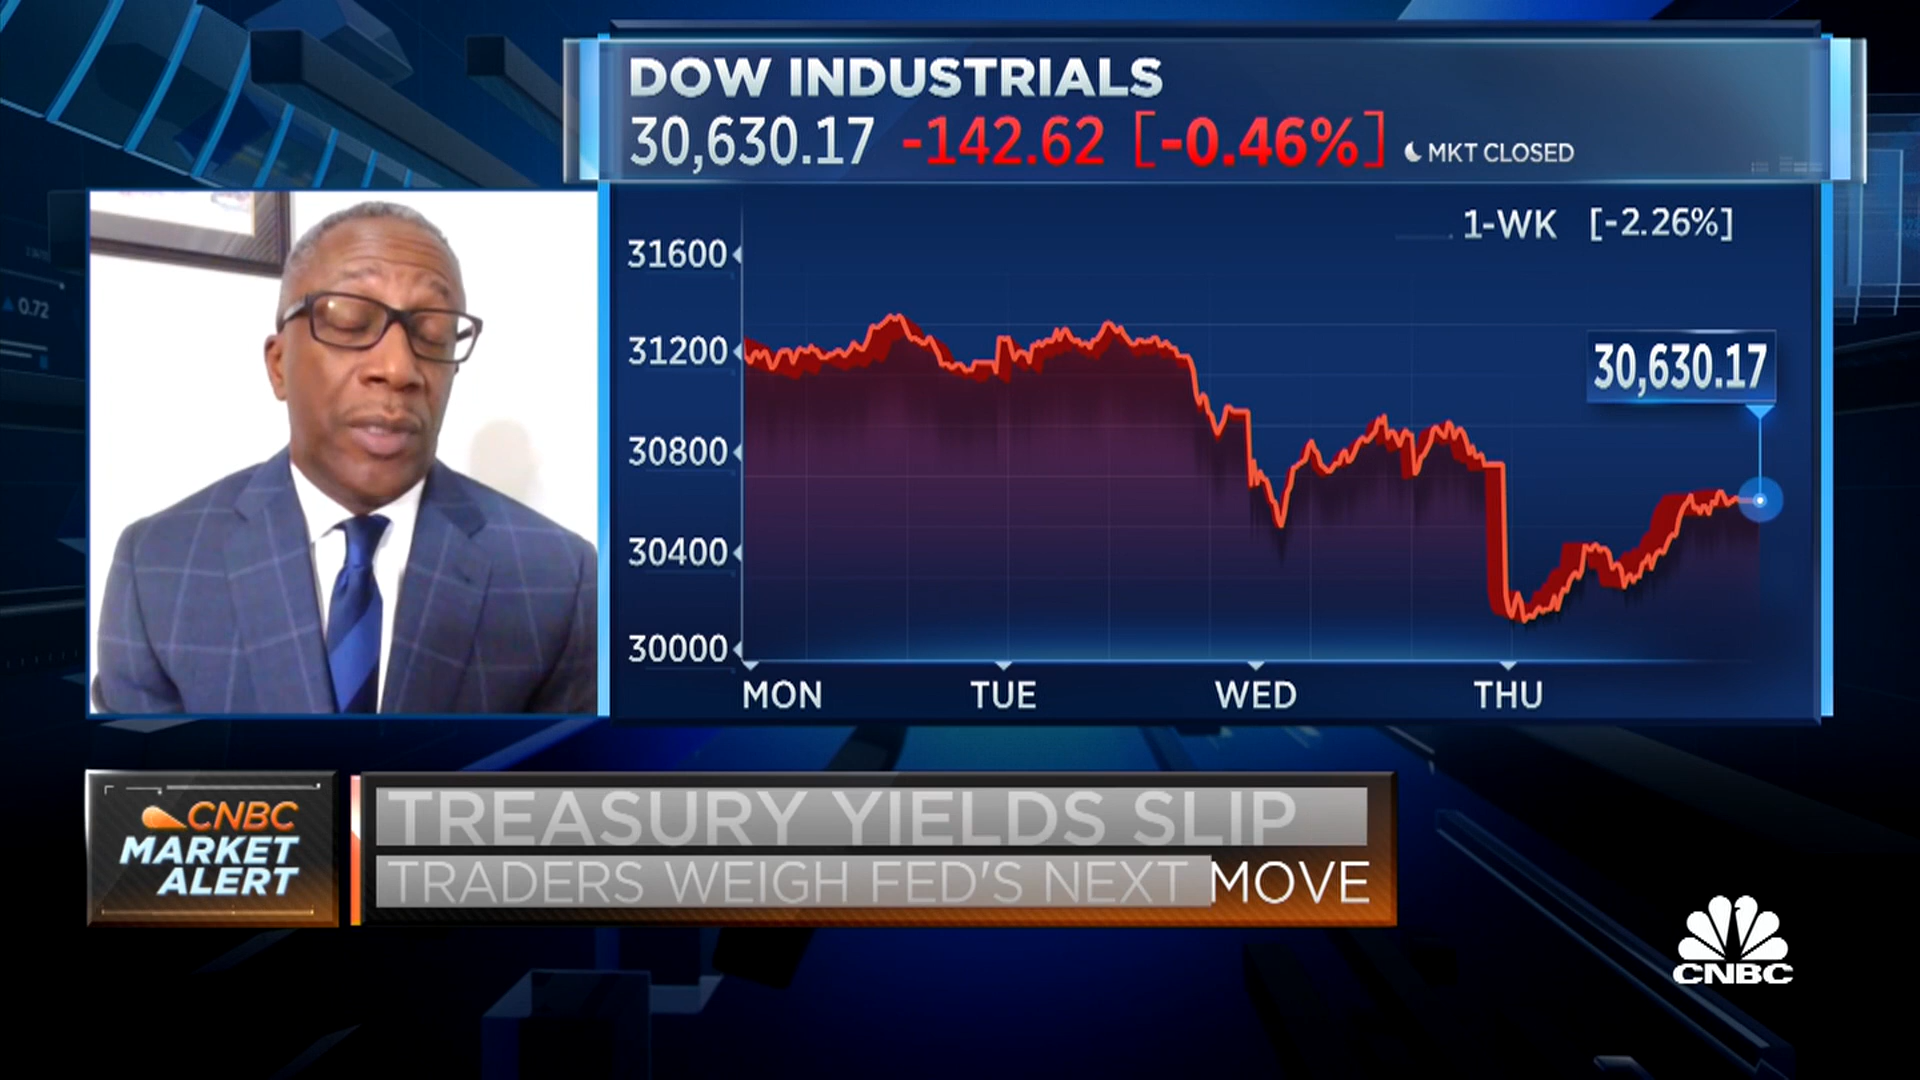 DOW INDUSTRIALS
30,630.17 -142.62 [-0.46%] MKT CLOSED
1-WK [-2.26%]
31600
31200
30,630.17
30800
30400
30000
MON TUE WED THU
0.72
CNBC
MARKET
ALERT
TREASURY YIELDS SLIP
TRADERS WEIGH FED'S NEXT MOVE
CNBC